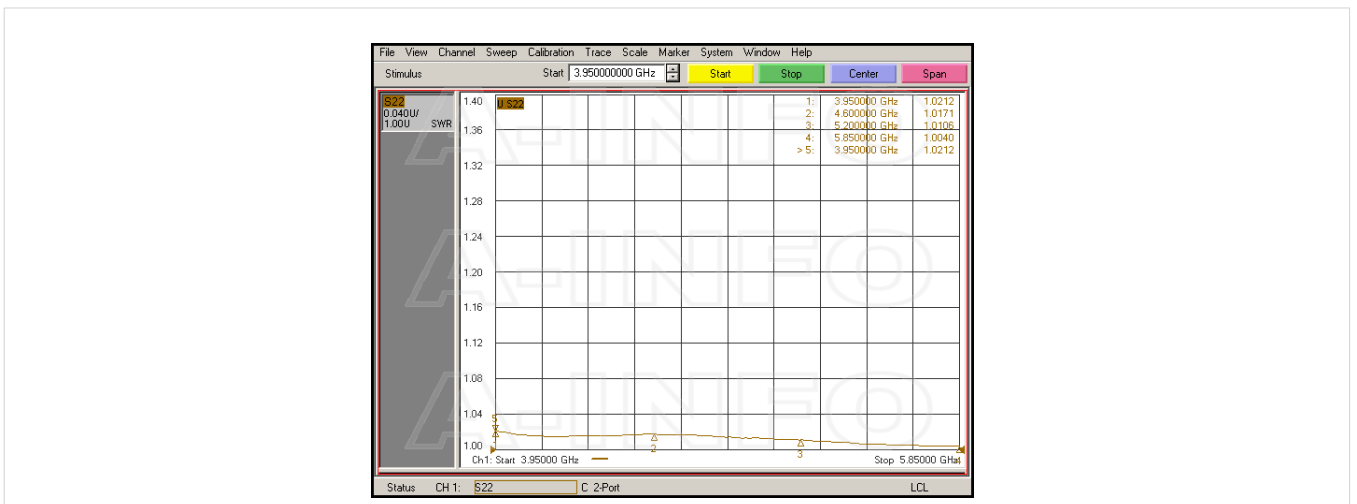 File View Channel Sweep Calibration Trace Scale Marker System Window Help
Stimulus Start 3.950000000 GHz Start Stop Center Span
S22
0.040U/
1.00U SWR
U S22
1: 3.950000 GHz 1.0212
2: 4.600000 GHz 1.0171
3: 5.200000 GHz 1.0106
4: 5.850000 GHz 1.0040
> 5: 3.950000 GHz 1.0212
1.40
1.36
1.32
1.28
1.24
1.20
1.16
1.12
1.08
1.04
1.00
5
2
3
4
Ch1: Start 3.95000 GHz Stop 5.85000 GHz
Status CH 1: S22 C 2-Port LCL
A-INFO
A-INFO
A-INFO